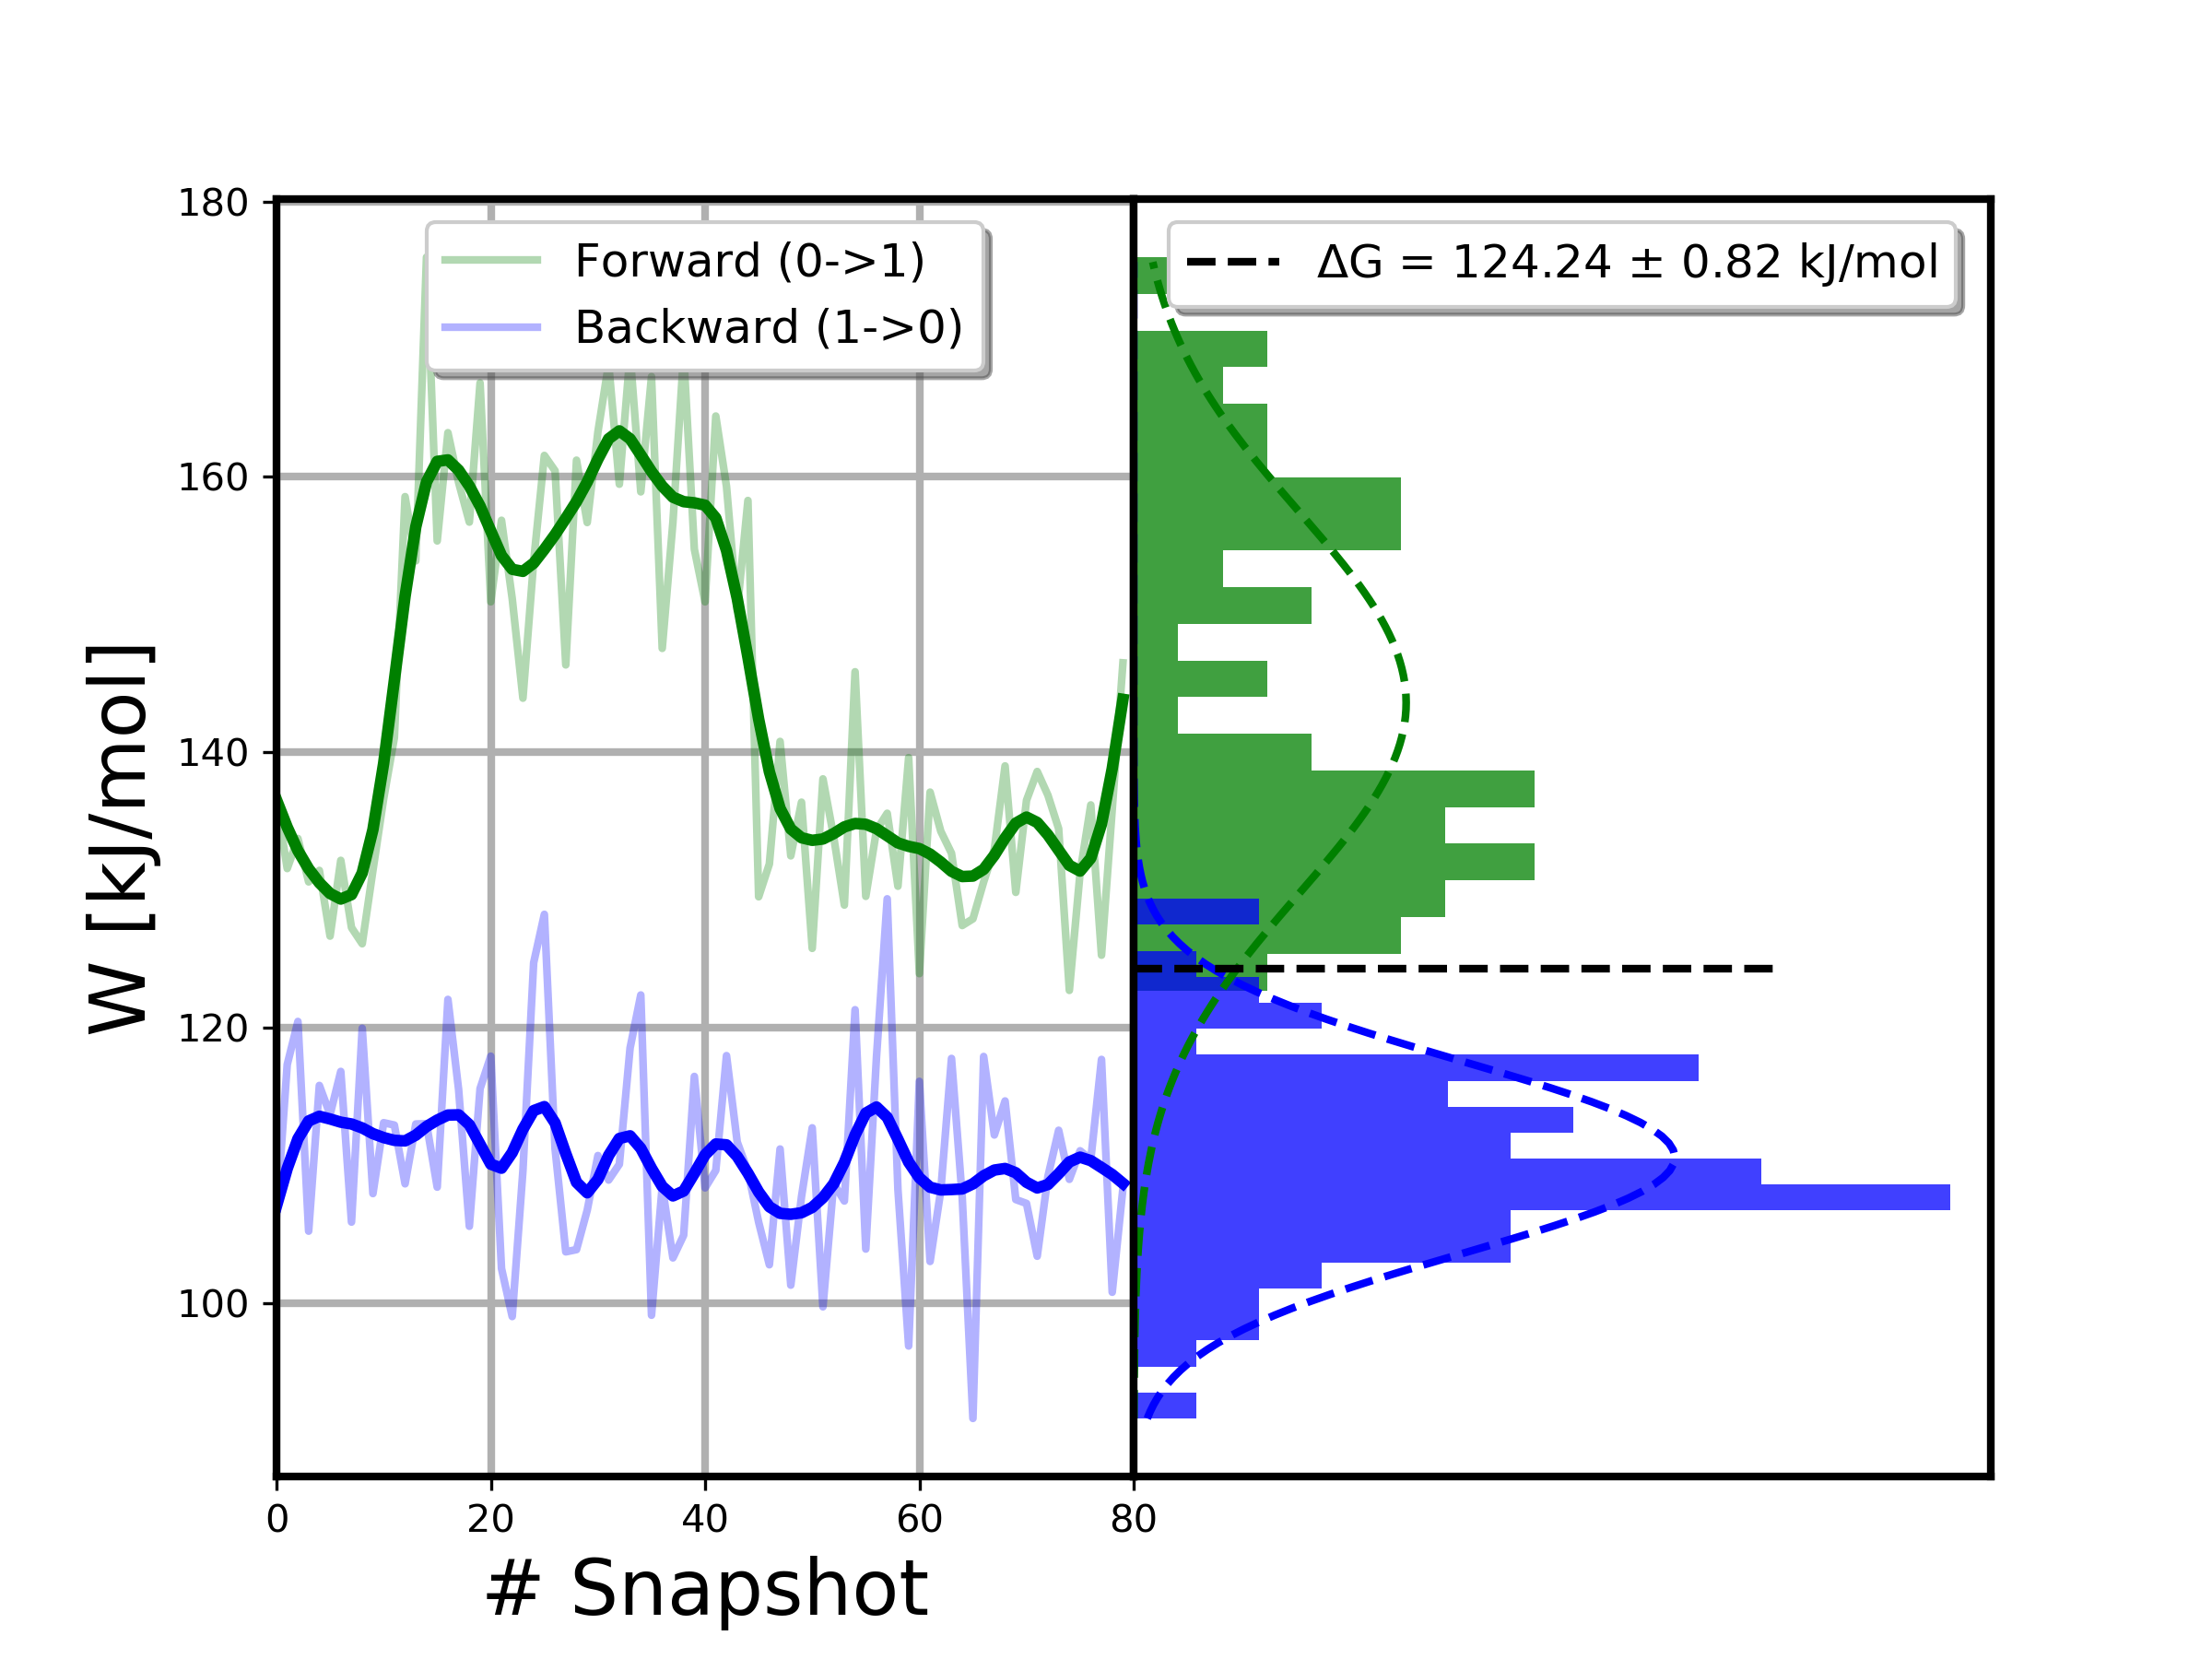 180
160
140
120
100
W [kJ/mol]
0 20 40 60 80
# Snapshot
Forward (0->1)
Backward (1->0)
ΔG = 124.24 ± 0.82 kJ/mol